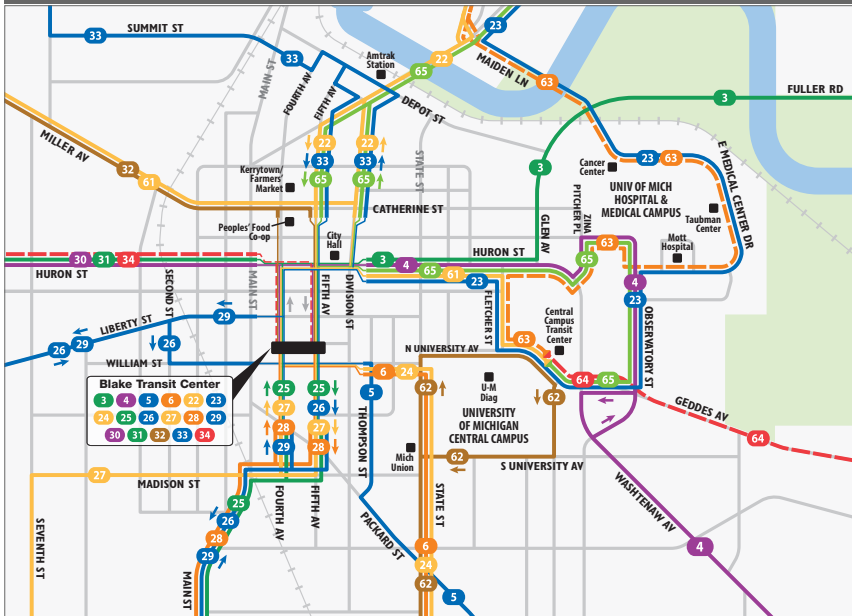 23
SUMMIT ST
33
33
Amtrak
Station
22
65
MAIN ST
FOURTH AV
FIFTH AV
MAIDEN LN
63
FULLER RD
3
DEPOT ST
MILLER AV
22
22
33
33
65
65
STATE ST
32
61
Kerrytown/
Farmers'
Market
3
Cancer
Center
23
63
E MEDICAL CENTER DR
UNIV OF MICH
HOSPITAL &
MEDICAL CAMPUS
Taubman
Center
CATHERINE ST
Peoples' Food
Co-op
City
Hall
GLEN AV
ZINA
PITCHER PL
63
65
Mott
Hospital
30
31
34
HURON ST
HURON ST
3
4
65
61
23
4
23
SECOND ST
MAIN ST
FIFTH AV
DIVISION ST
FLETCHER ST
OBSERVATORY ST
LIBERTY ST
29
26
29
26
WILLIAM ST
Central
Campus
Transit
Center
63
N UNIVERSITY AV
Blake Transit Center
3
4
5
6
22
23
24
25
26
27
28
29
30
31
32
33
34
6
24
5
62
62
64
65
U-M
Diag
UNIVERSITY
OF MICHIGAN
CENTRAL CAMPUS
GEDDES AV
64
25
25
27
26
28
27
29
28
THOMPSON ST
Mich
Union
62
S UNIVERSITY AV
27
MADISON ST
FOURTH AV
FIFTH AV
STATE ST
WASHTENAW AV
4
25
26
28
29
PACKARD ST
SEVENTH ST
MAIN ST
6
24
62
5